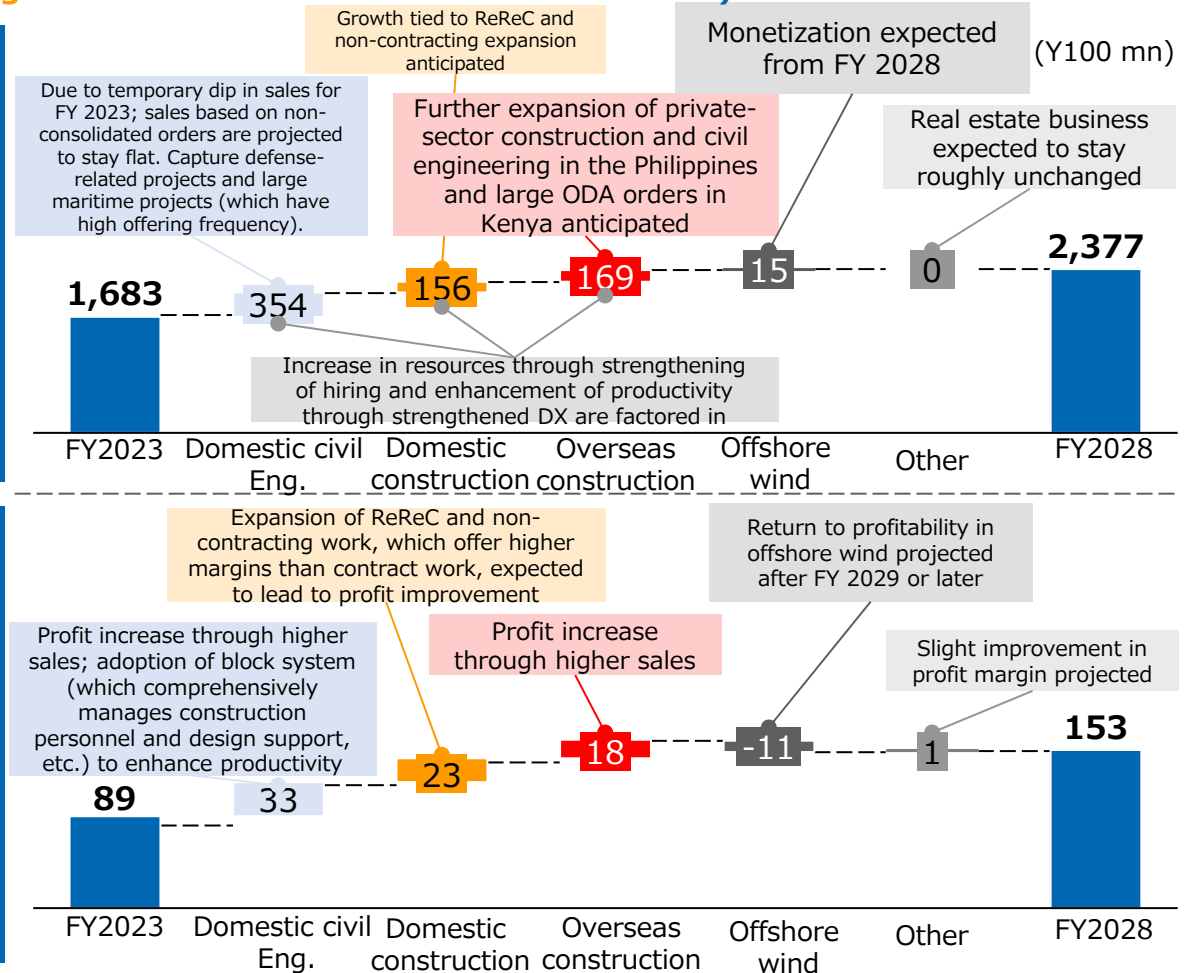 Growth tied to ReReC and
non-contracting expansion
anticipated
Monetization expected
from FY 2028
(Y100 mn)
Due to temporary dip in sales for
FY 2023; sales based on non-
consolidated orders are projected
to stay flat. Capture defense-
related projects and large
maritime projects (which have
high offering frequency).
Further expansion of private-
sector construction and civil
engineering in the Philippines
and large ODA orders in
Kenya anticipated
Real estate business
expected to stay
roughly unchanged
1,683
354
156
169
15
0
2,377
Increase in resources through strengthening
of hiring and enhancement of productivity
through strengthened DX are factored in
FY2023
Domestic civil
Eng.
Domestic
construction
Overseas
construction
Offshore
wind
Other
FY2028
Expansion of ReReC and non-
contracting work, which offer higher
margins than contract work, expected
to lead to profit improvement
Return to profitability in
offshore wind projected
after FY 2029 or later
Profit increase through higher
sales; adoption of block system
(which comprehensively
manages construction
personnel and design support,
etc.) to enhance productivity
Profit increase
through higher sales
Slight improvement in
profit margin projected
89
33
23
18
-11
1
153
FY2023
Domestic civil
Eng.
Domestic
construction
Overseas
construction
Offshore
wind
Other
FY2028